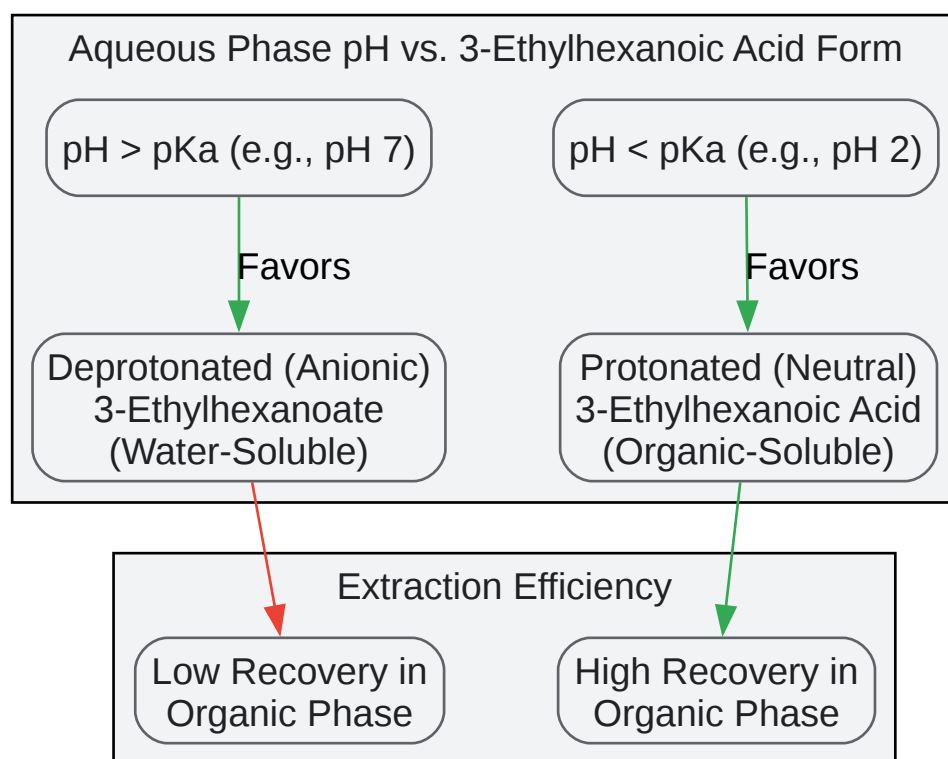 Aqueous Phase pH vs. 3-Ethylhexanoic Acid Form
pH > pKa (e.g., pH 7)
pH < pKa (e.g., pH 2)
Favors
Favors
Deprotonated (Anionic)
3-Ethylhexanoate
(Water-Soluble)
Protonated (Neutral)
3-Ethylhexanoic Acid
(Organic-Soluble)
Extraction Efficiency
Low Recovery in
Organic Phase
High Recovery in
Organic Phase